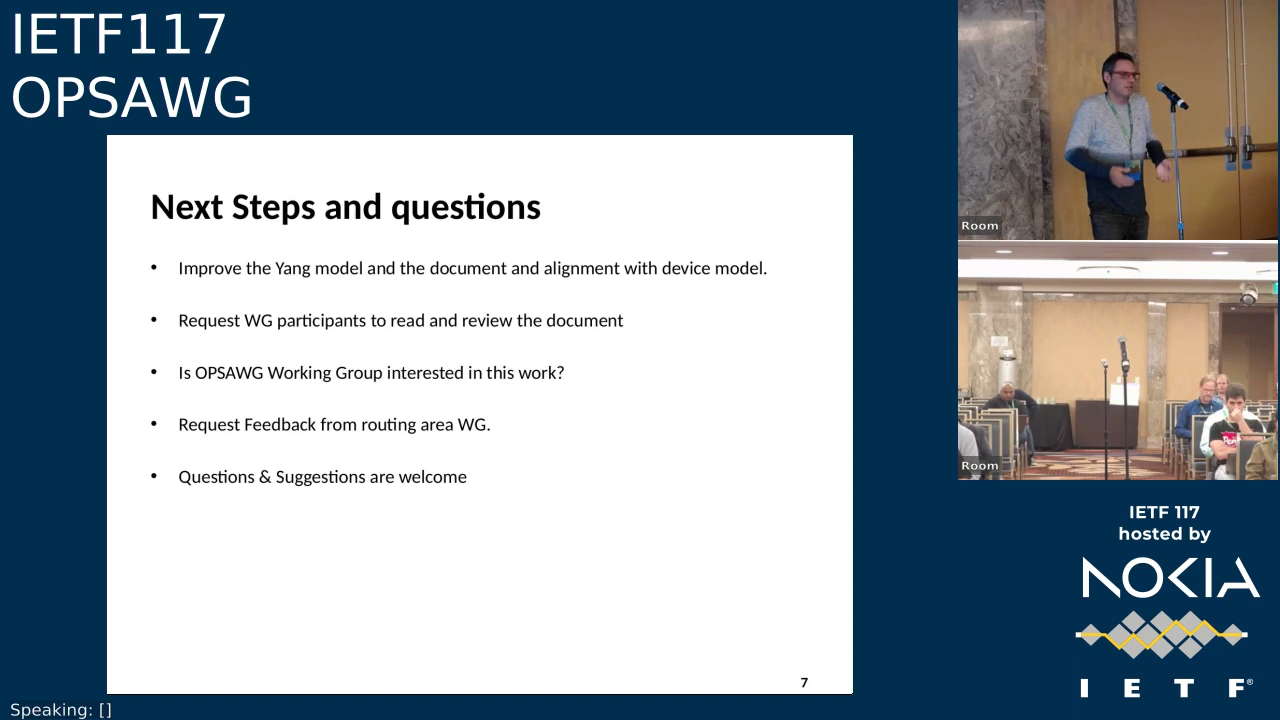 IETF117
OPSAWG
Next Steps and questions
• Improve the Yang model and the document and alignment with device model.
• Request WG participants to read and review the document
• Is OPSAWG Working Group interested in this work?
• Request Feedback from routing area WG.
• Questions & Suggestions are welcome
7
Room
Room
IETF 117
hosted by
NOKIA
I E T F®
Speaking: []